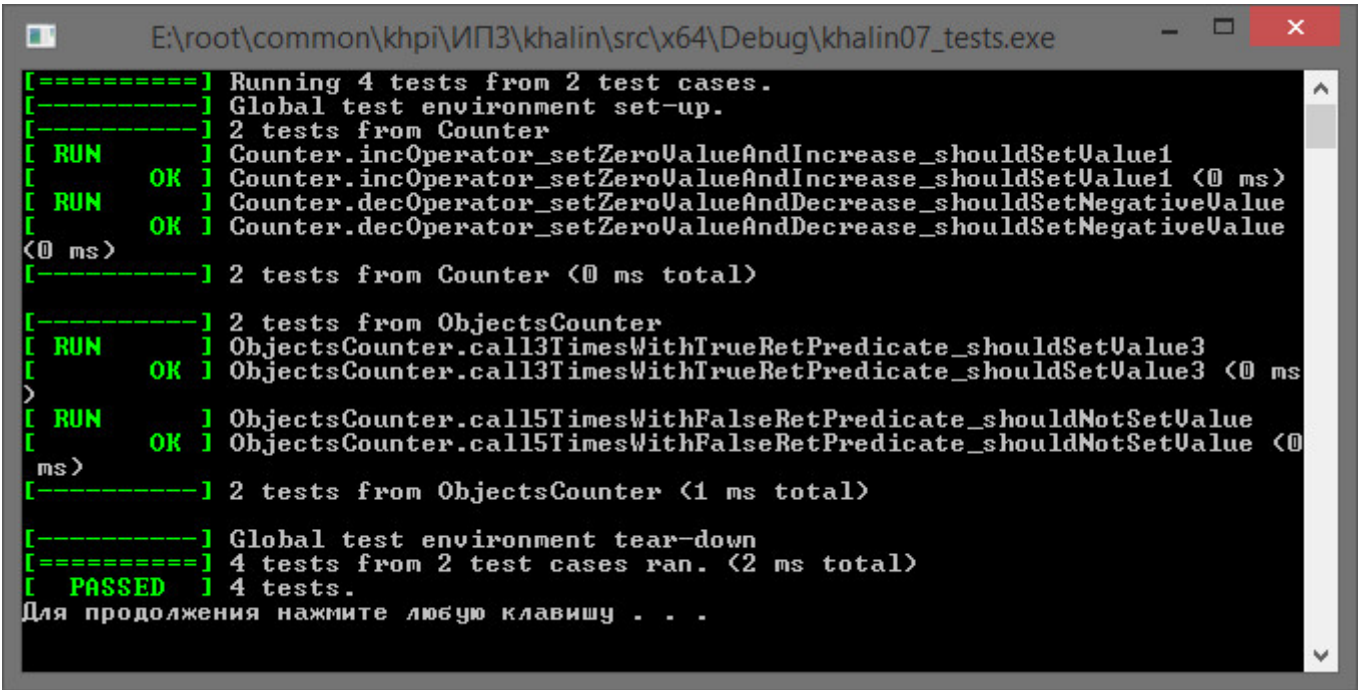 E:\root\common\khpi\ИПЗ\khalin\src\x64\Debug\khalin07_tests.exe
[==========] Running 4 tests from 2 test cases.
[----------] Global test environment set-up.
[----------] 2 tests from Counter
[ RUN      ] Counter.incOperator_setZeroValueAndIncrease_shouldSetValue1
[       OK ] Counter.incOperator_setZeroValueAndIncrease_shouldSetValue1 (0 ms)
[ RUN      ] Counter.decOperator_setZeroValueAndDecrease_shouldSetNegativeValue
[       OK ] Counter.decOperator_setZeroValueAndDecrease_shouldSetNegativeValue
(0 ms)
[----------] 2 tests from Counter (0 ms total)
[----------] 2 tests from ObjectsCounter
[ RUN      ] ObjectsCounter.call3TimesWithTrueRetPredicate_shouldSetValue3
[       OK ] ObjectsCounter.call3TimesWithTrueRetPredicate_shouldSetValue3 (0 ms
)
[ RUN      ] ObjectsCounter.call5TimesWithFalseRetPredicate_shouldNotSetValue
[       OK ] ObjectsCounter.call5TimesWithFalseRetPredicate_shouldNotSetValue (0
 ms)
[----------] 2 tests from ObjectsCounter (1 ms total)
[----------] Global test environment tear-down
[==========] 4 tests from 2 test cases ran. (2 ms total)
[  PASSED  ] 4 tests.
Для продолжения нажмите любую клавишу . . .